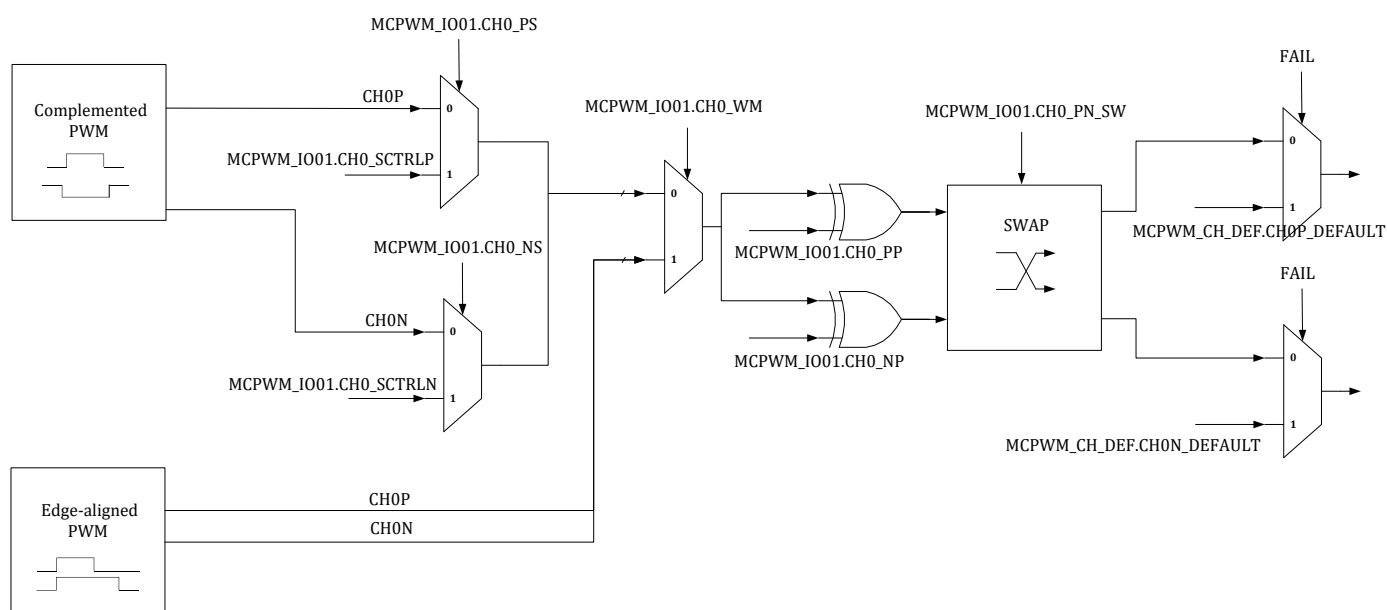 MCPWM_IO01.CH0_PS
FAIL
Complemented
PWM
CH0P
0
MCPWM_IO01.CH0_WM
MCPWM_IO01.CH0_PN_SW
0
MCPWM_IO01.CH0_SCTRLP
1
0
1
SWAP
MCPWM_CH_DEF.CH0P_DEFAULT
MCPWM_IO01.CH0_NS
MCPWM_IO01.CH0_PP
1
FAIL
CH0N
0
MCPWM_IO01.CH0_NP
0
MCPWM_IO01.CH0_SCTRLN
1
1
MCPWM_CH_DEF.CH0N_DEFAULT
CH0P
Edge-aligned
PWM
CH0N